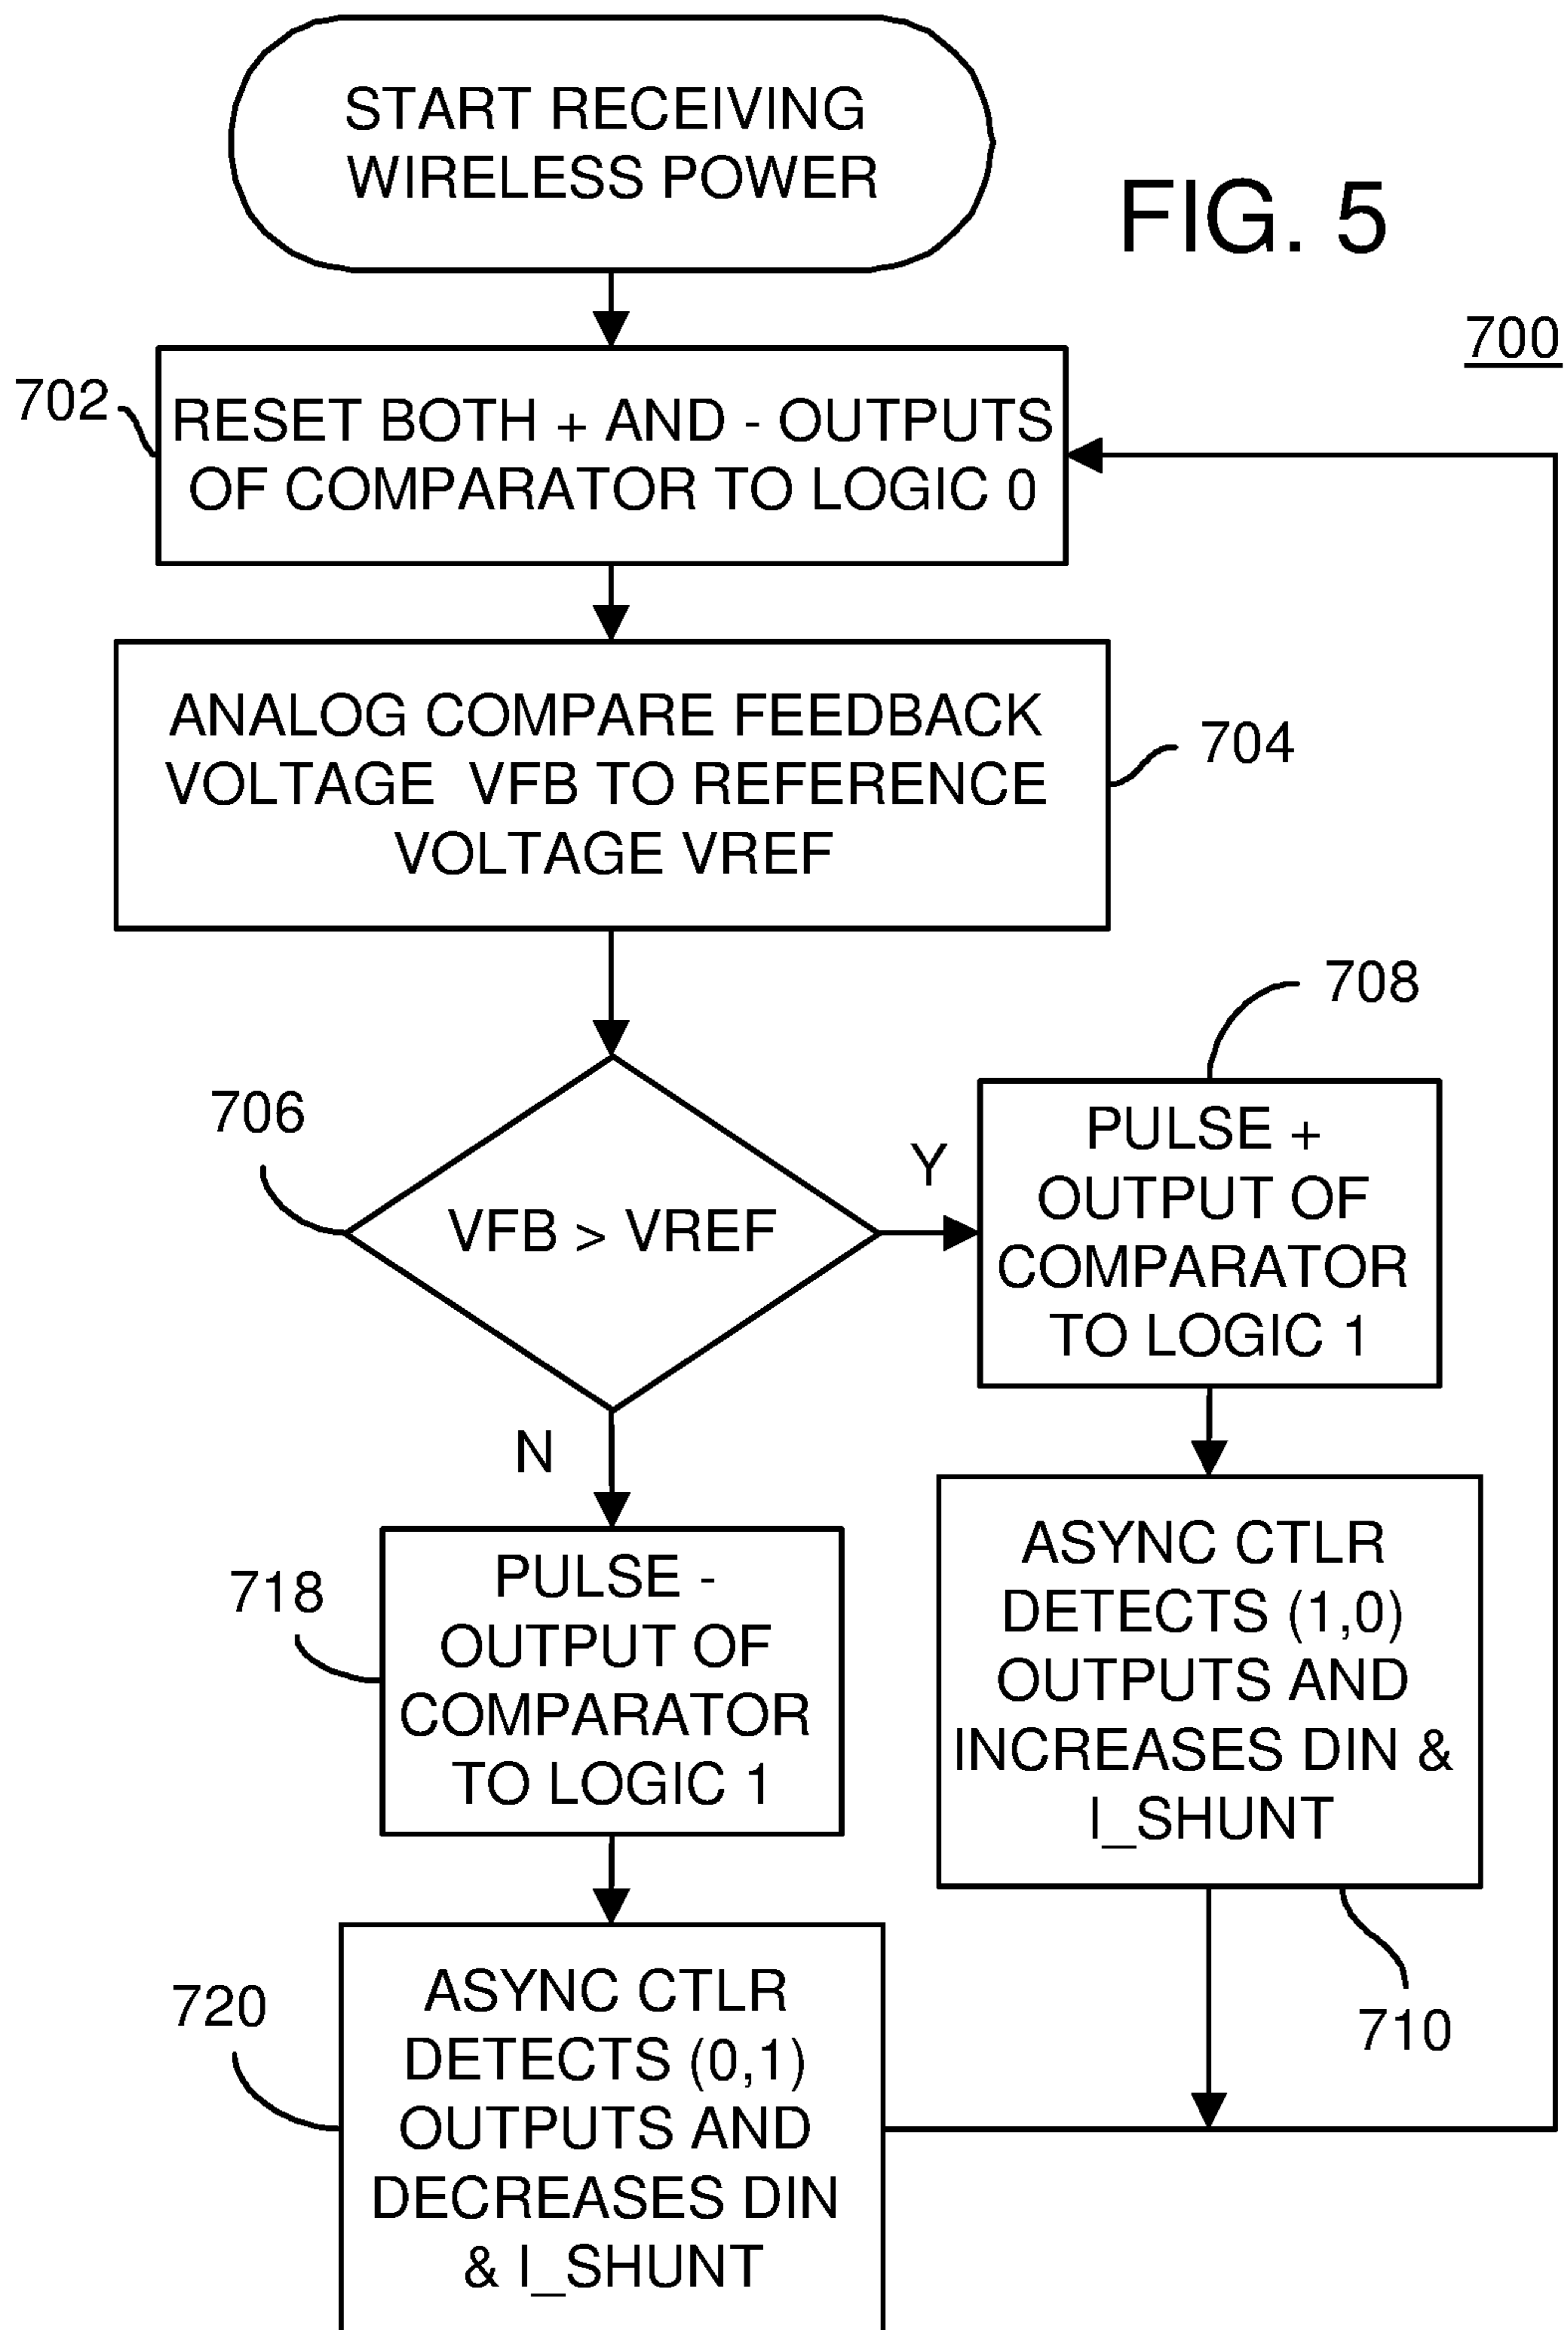 START RECEIVING
WIRELESS POWER
FIG. 5
700
702
RESET BOTH + AND - OUTPUTS
OF COMPARATOR TO LOGIC 0
ANALOG COMPARE FEEDBACK
VOLTAGE VFB TO REFERENCE
VOLTAGE VREF
704
708
706
VFB > VREF
Y
PULSE +
OUTPUT OF
COMPARATOR
TO LOGIC 1
N
718
PULSE -
OUTPUT OF
COMPARATOR
TO LOGIC 1
ASYNC CTLR
DETECTS (1,0)
OUTPUTS AND
INCREASES DIN &
I_SHUNT
710
720
ASYNC CTLR
DETECTS (0,1)
OUTPUTS AND
DECREASES DIN
& I_SHUNT